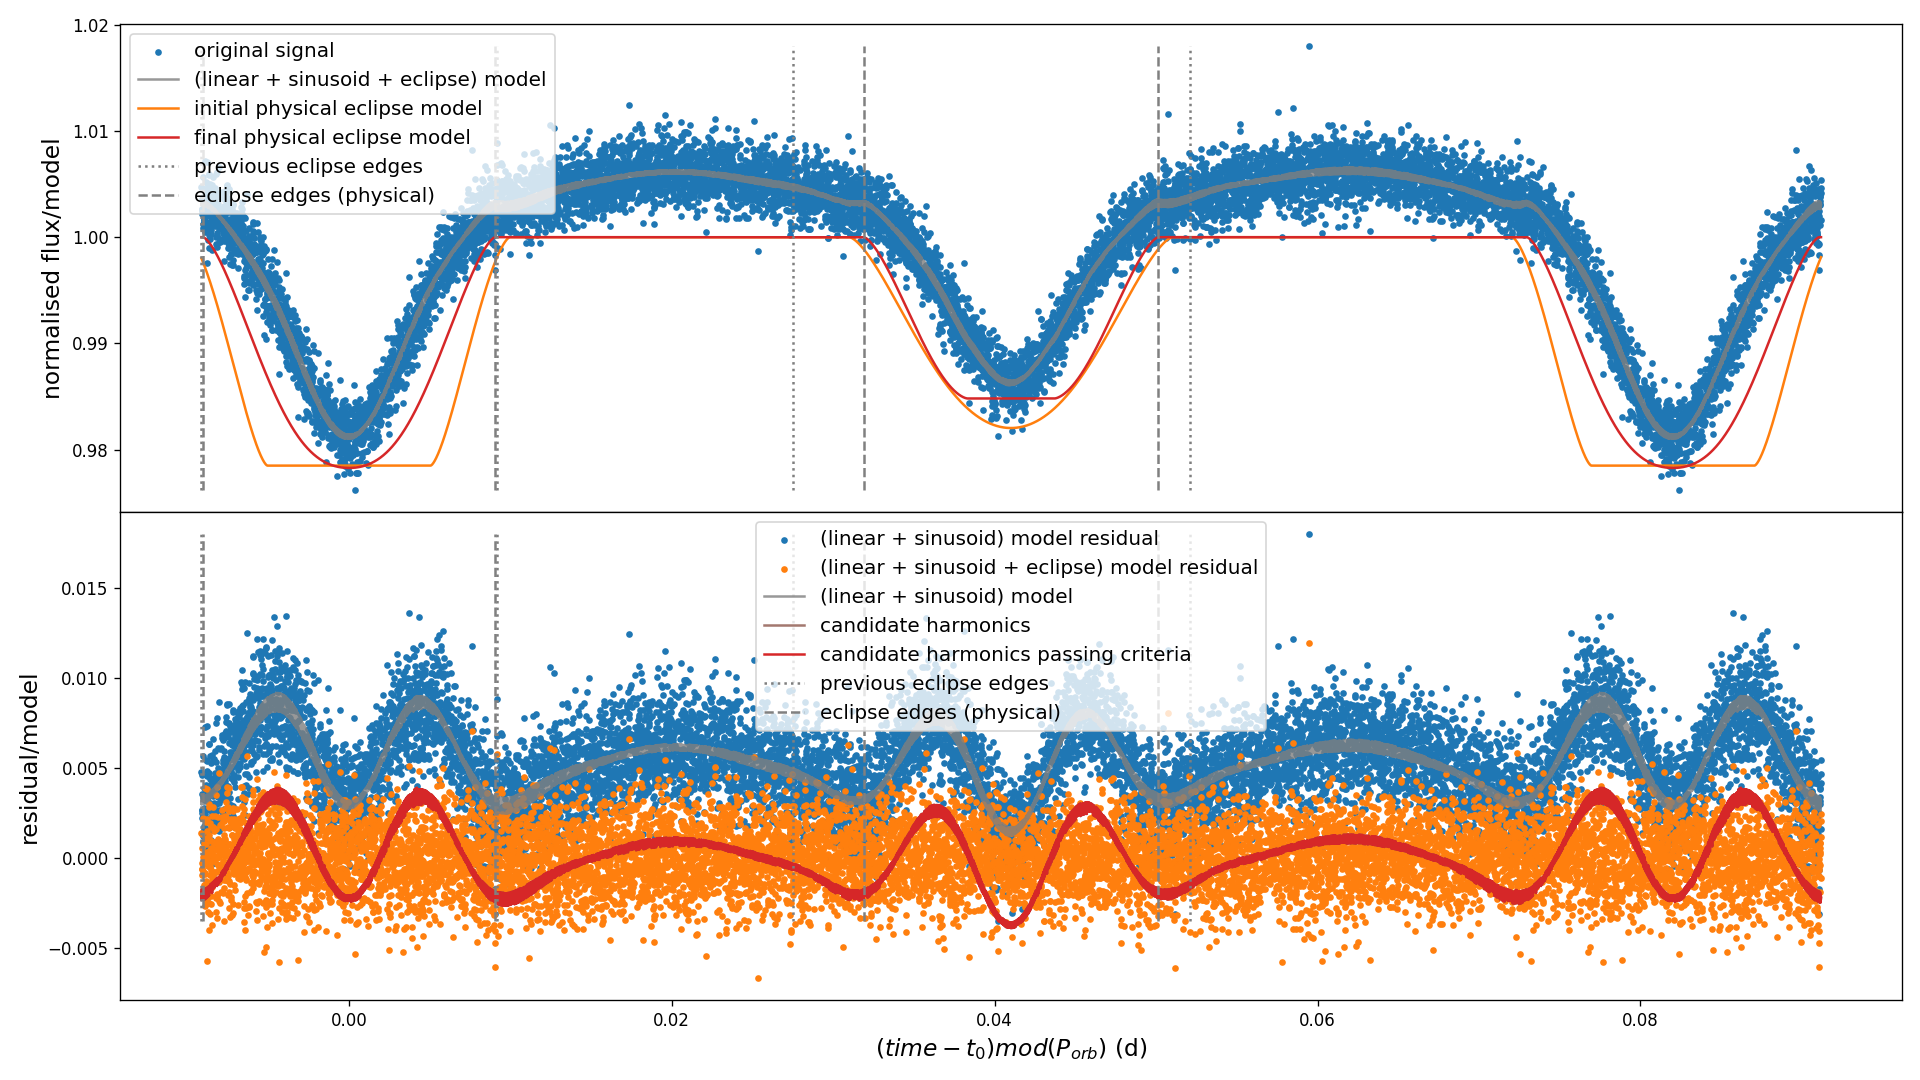 1.02
1.01
1.00
0.99
0.98
normalised flux/model
original signal
(linear + sinusoid + eclipse) model
initial physical eclipse model
final physical eclipse model
previous eclipse edges
eclipse edges (physical)
0.015
0.010
0.005
0.000
−0.005
residual/model
(linear + sinusoid) model residual
(linear + sinusoid + eclipse) model residual
(linear + sinusoid) model
candidate harmonics
candidate harmonics passing criteria
previous eclipse edges
eclipse edges (physical)
0.00 0.02 0.04 0.06 0.08
(time − t₀)mod(Pₒᵣb) (d)